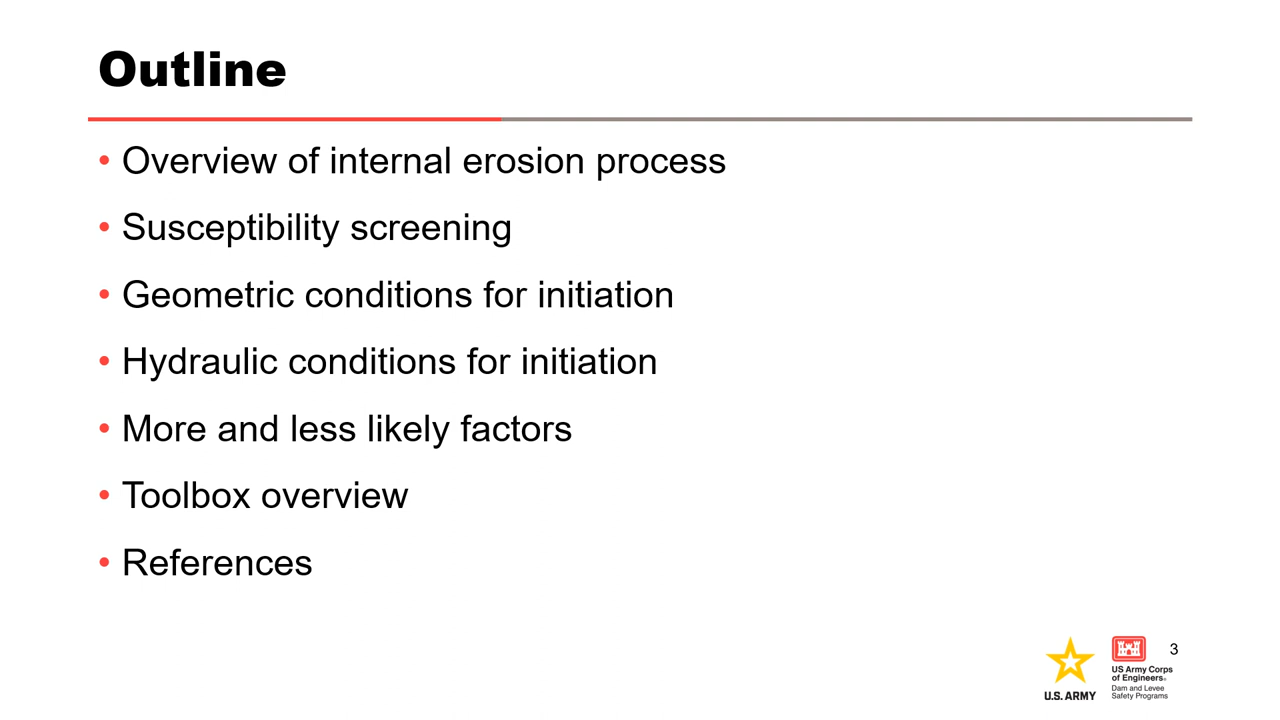 Outline
• Overview of internal erosion process
• Susceptibility screening
• Geometric conditions for initiation
• Hydraulic conditions for initiation
• More and less likely factors
• Toolbox overview
• References
3
U.S. ARMY
US Army Corps
of Engineers®
Dam and Levee
Safety Programs